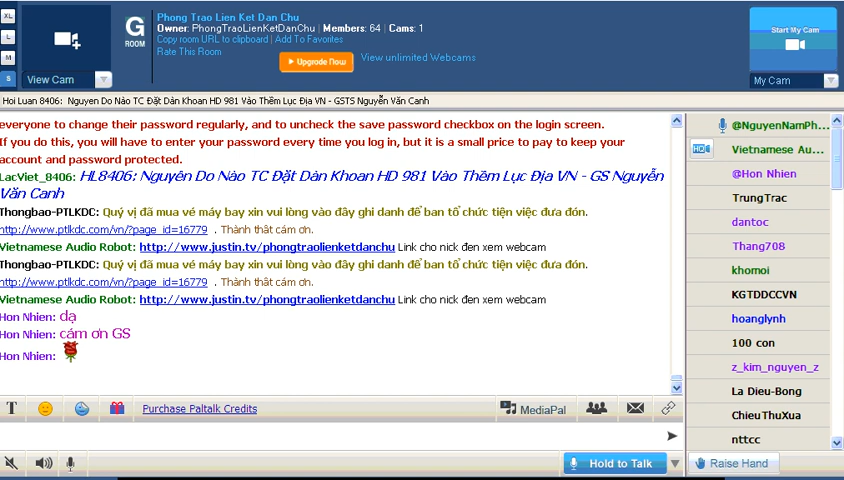 XL
L
M
S
View Cam
G
ROOM
Phong Trao Lien Ket Dan Chu
Owner: PhongTraoLienKetDanChu | Members: 64 | Cams: 1
Copy room URL to clipboard | Add To Favorites
Rate This Room
Upgrade Now
View unlimited Webcams
Start My Cam
My Cam
Hoi Luan 8406: Nguyen Do Nào TC Đặt Dàn Khoan HD 981 Vào Thềm Lục Địa VN - GSTS Nguyễn Văn Canh
everyone to change their password regularly, and to uncheck the save password checkbox on the login screen.
If you do this, you will have to enter your password every time you log in, but it is a small price to pay to keep your
account and password protected.
LacViet_8406: HL8406: Nguyên Do Nào TC Đặt Dàn Khoan HD 981 Vào Thềm Lục Địa VN - GS Nguyễn
Văn Canh
Thongbao-PTLKDC: Quý vị đã mua vé máy bay xin vui lòng vào đây ghi danh để ban tổ chức tiện việc đưa đón.
http://www.ptlkdc.com/vn/?page_id=16779 . Thành thât cám ơn.
Vietnamese Audio Robot: http://www.justin.tv/phongtraolienketdanchu Link cho nick đen xem webcam
Thongbao-PTLKDC: Quý vị đã mua vé máy bay xin vui lòng vào đây ghi danh để ban tổ chức tiện việc đưa đón.
http://www.ptlkdc.com/vn/?page_id=16779 . Thành thât cám ơn.
Vietnamese Audio Robot: http://www.justin.tv/phongtraolienketdanchu Link cho nick đen xem webcam
Hon Nhien: dạ
Hon Nhien: cám ơn GS
Hon Nhien:
T
Purchase Paltalk Credits
MediaPal
Hold to Talk
@NguyenNamPh...
HD
Vietnamese Au...
@Hon Nhien
TrungTrac
dantoc
Thang708
khomoi
KGTDDCCVN
hoanglynh
100 con
z_kim_nguyen_z
La Dieu-Bong
ChieuThuXua
nttcc
Raise Hand